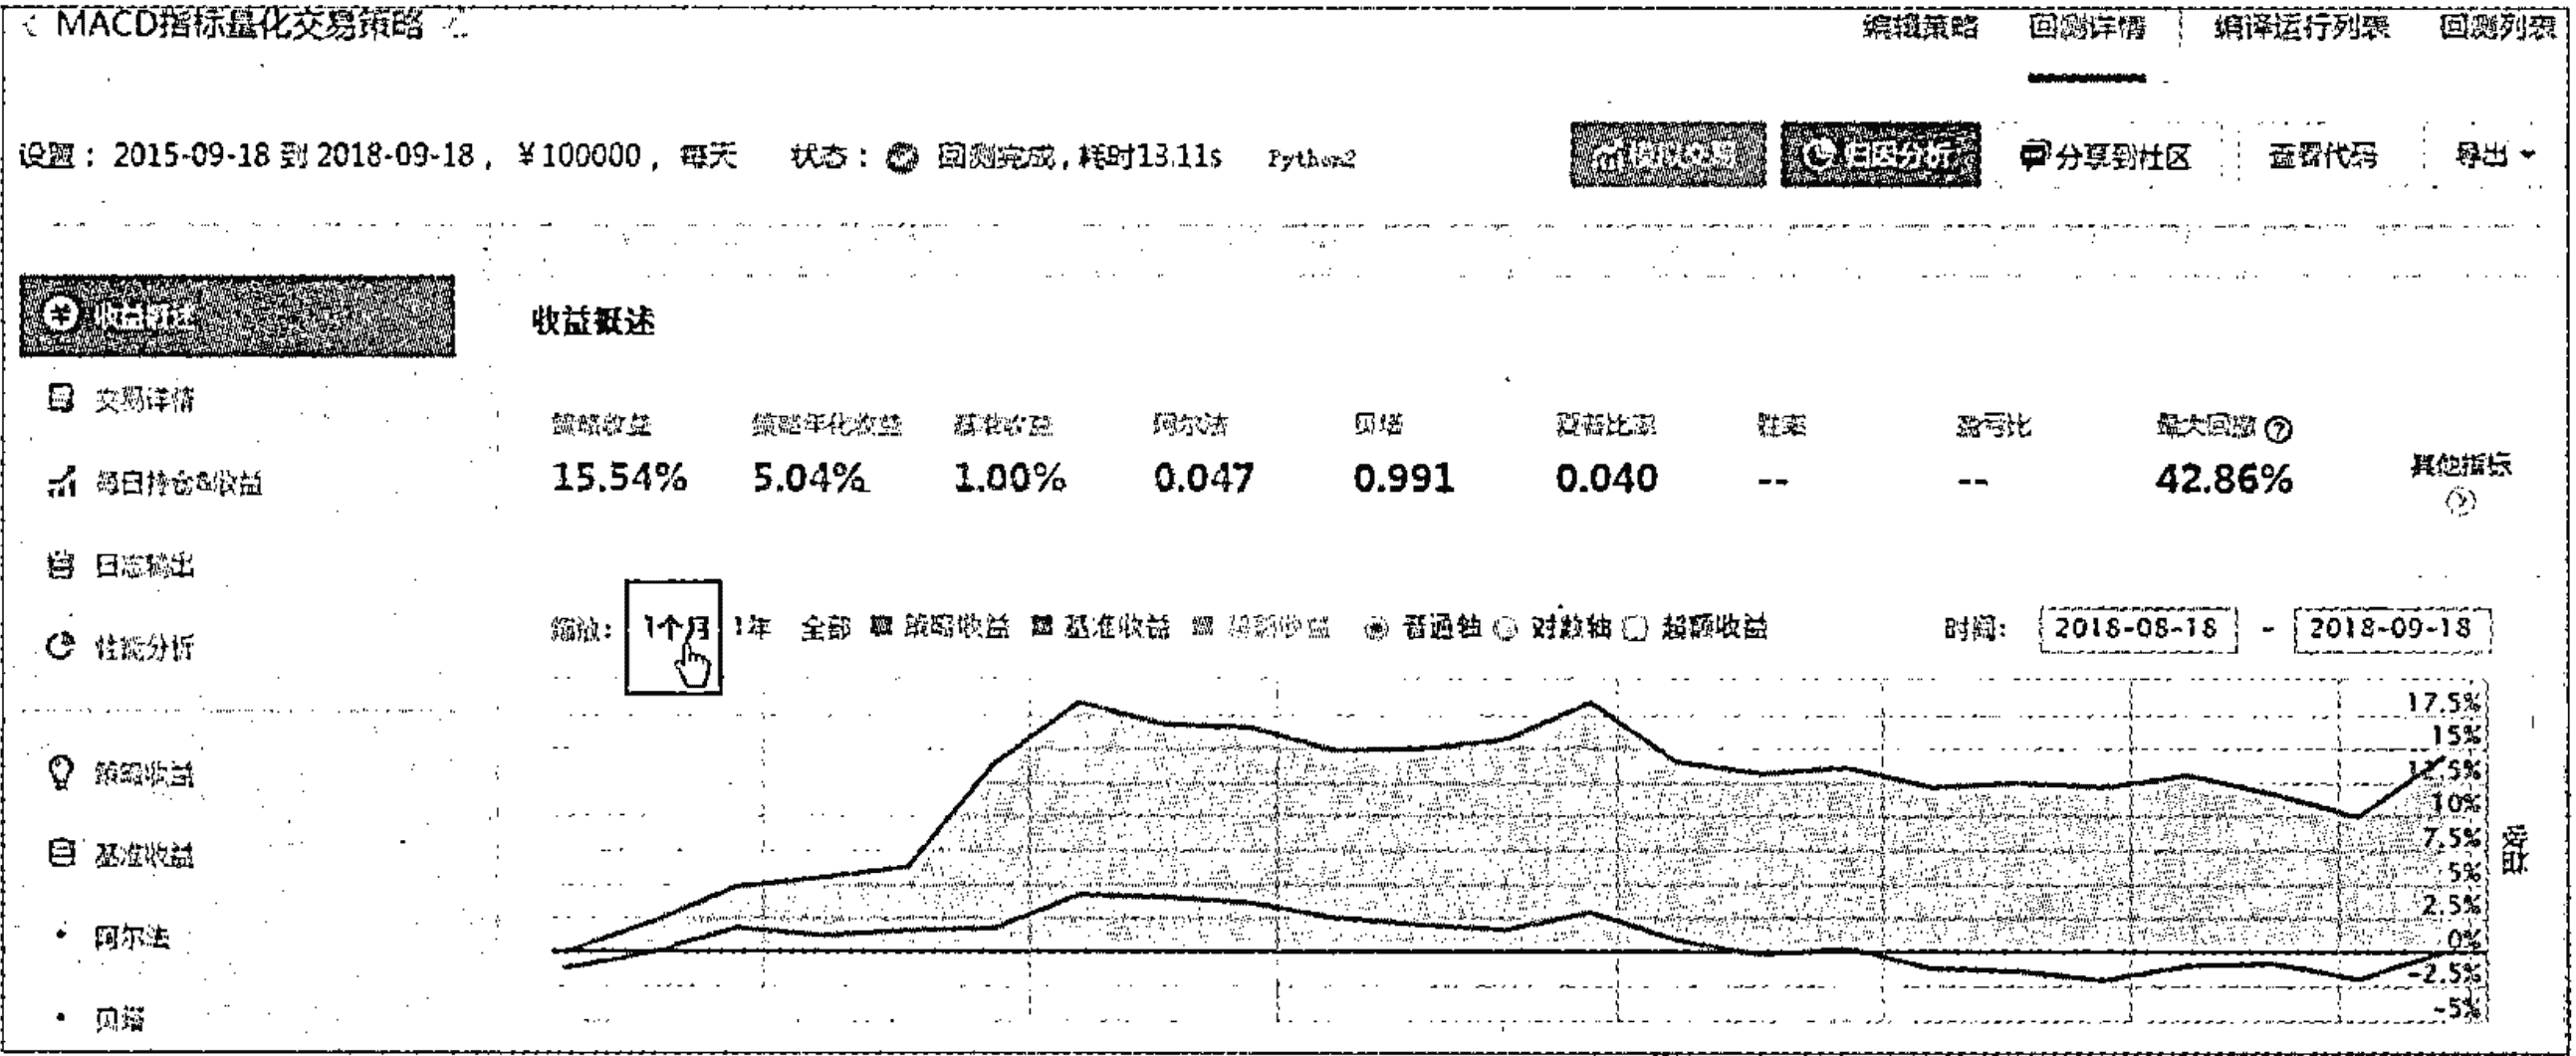 MACD指标量化交易策略
编辑策略 回测详情 编译运行列表 回测列表
设置：2015-09-18 到 2018-09-18，￥100000，每天 状态： 回测完成,耗时13.11s Python2
模拟交易 归因分析 分享到社区 查看代码 导出
收益概述
收益概述
交易详情
每日持仓&收益
日志输出
性能分析
策略收益
基准收益
阿尔法
贝塔
策略收益 策略年化收益 基准收益 阿尔法 贝塔 夏普比率 胜率 盈亏比 最大回撤
15.54% 5.04% 1.00% 0.047 0.991 0.040 -- -- 42.86%
其他指标
缩放: 1个月 1年 全部 策略收益 基准收益 超额收益 普通轴 对数轴 超额收益 时间: 2018-08-18 - 2018-09-18
17.5%
15%
12.5%
10%
7.5%
5%
2.5%
0%
-2.5%
-5%
收益